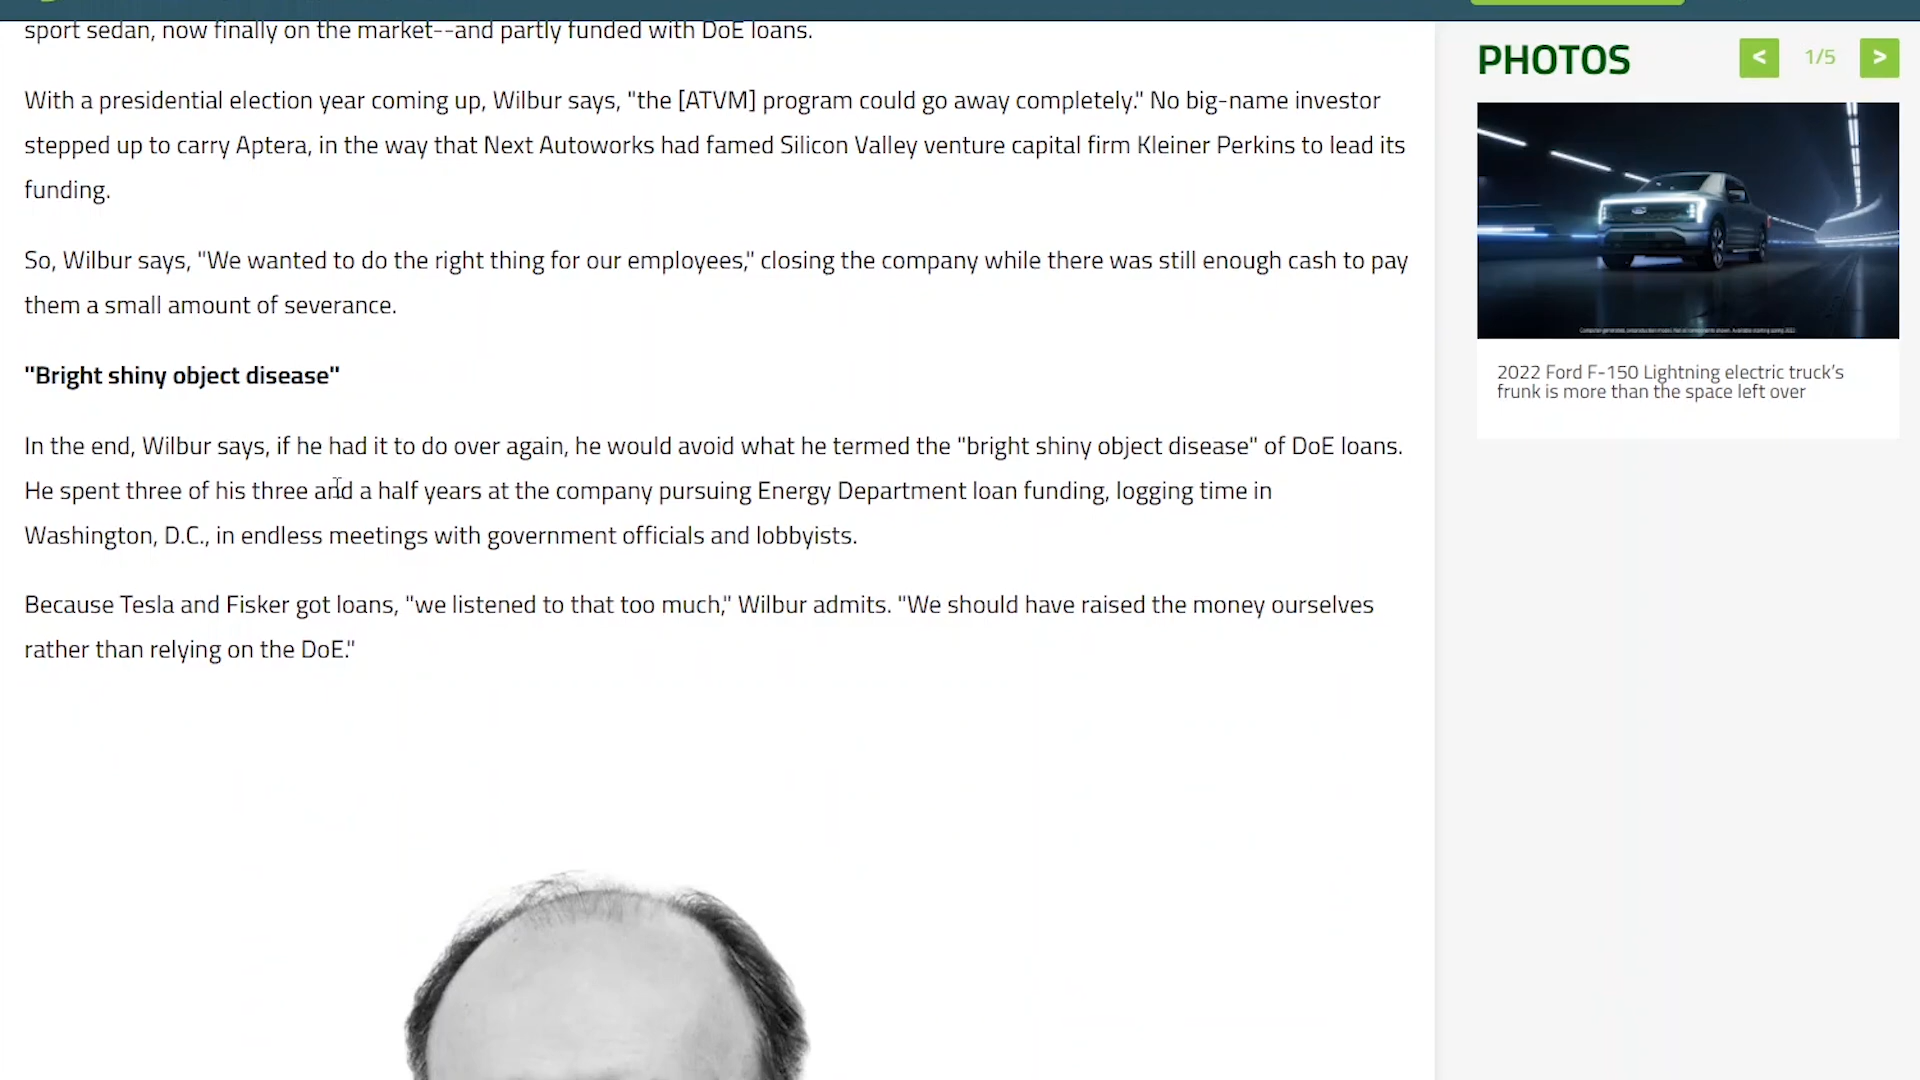 sport sedan, now finally on the market--and partly funded with DoE loans.
With a presidential election year coming up, Wilbur says, "the [ATVM] program could go away completely." No big-name investor
stepped up to carry Aptera, in the way that Next Autoworks had famed Silicon Valley venture capital firm Kleiner Perkins to lead its
funding.
So, Wilbur says, "We wanted to do the right thing for our employees," closing the company while there was still enough cash to pay
them a small amount of severance.
"Bright shiny object disease"
In the end, Wilbur says, if he had it to do over again, he would avoid what he termed the "bright shiny object disease" of DoE loans.
He spent three of his three and a half years at the company pursuing Energy Department loan funding, logging time in
Washington, D.C., in endless meetings with government officials and lobbyists.
Because Tesla and Fisker got loans, "we listened to that too much," Wilbur admits. "We should have raised the money ourselves
rather than relying on the DoE."
PHOTOS
< 1/5 >
2022 Ford F-150 Lightning electric truck's
frunk is more than the space left over